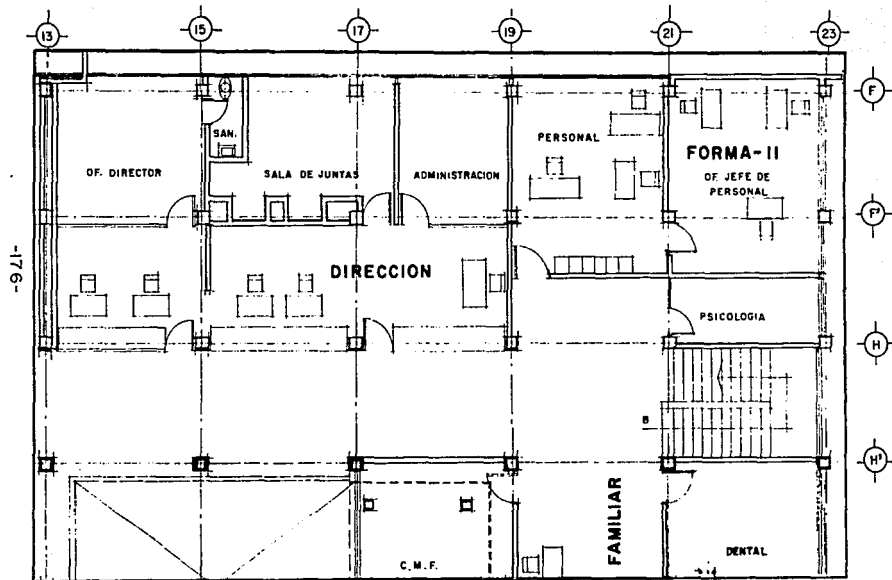 13
15
17
19
21
23
F
F'
H
H'
SAN.
OF. DIRECTOR
SALA DE JUNTAS
ADMINISTRACION
PERSONAL
FORMA-II
OF. JEFE DE
PERSONAL
DIRECCION
PSICOLOGIA
B
FAMILIAR
C.M.F.
DENTAL
-176-